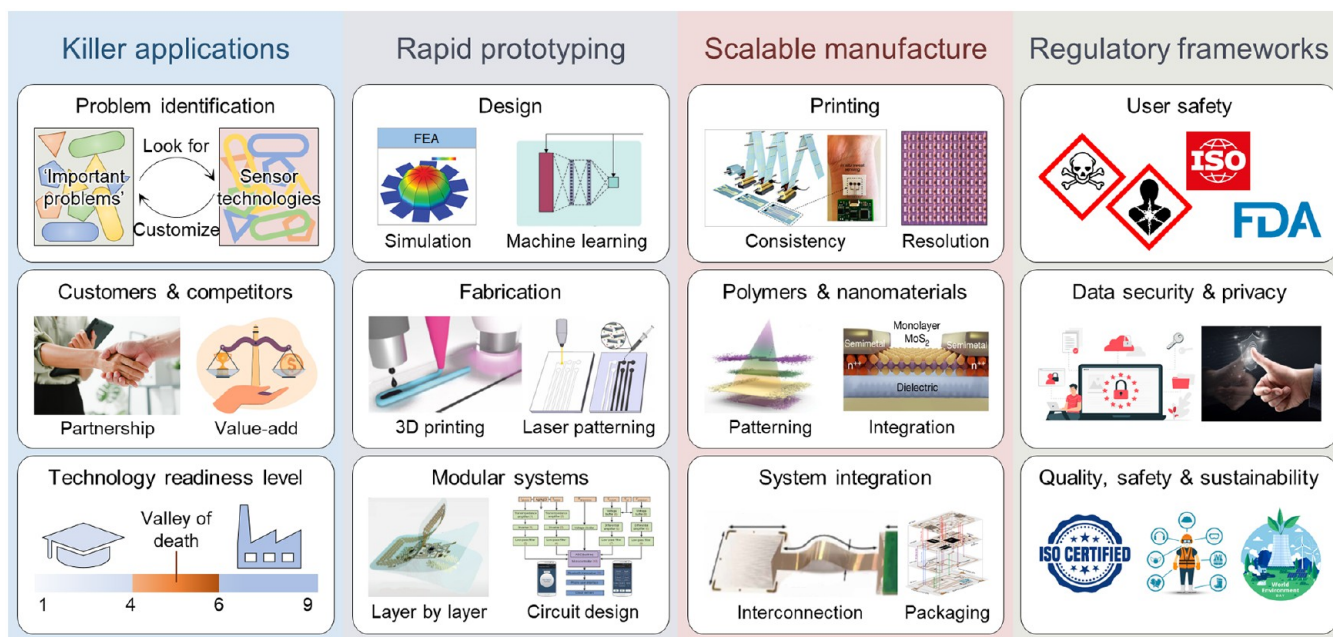 Killer applications
Rapid prototyping
Scalable manufacture
Regulatory frameworks
Problem identification
'Important
problems'
Look for
Customize
Sensor
technologies
Design
FEA
Simulation
Machine learning
Printing
Consistency
Resolution
User safety
ISO
FDA
Customers & competitors
Partnership
Value-add
Fabrication
3D printing
Laser patterning
Polymers & nanomaterials
Patterning
Monolayer
MoS₂
Semimetal
Semimetal
n⁺⁺
Dielectric
Integration
Data security & privacy
Technology readiness level
Valley of
death
1
4
6
9
Modular systems
Layer by layer
Circuit design
System integration
Interconnection
Packaging
Quality, safety & sustainability
ISO CERTIFIED
World
Environment